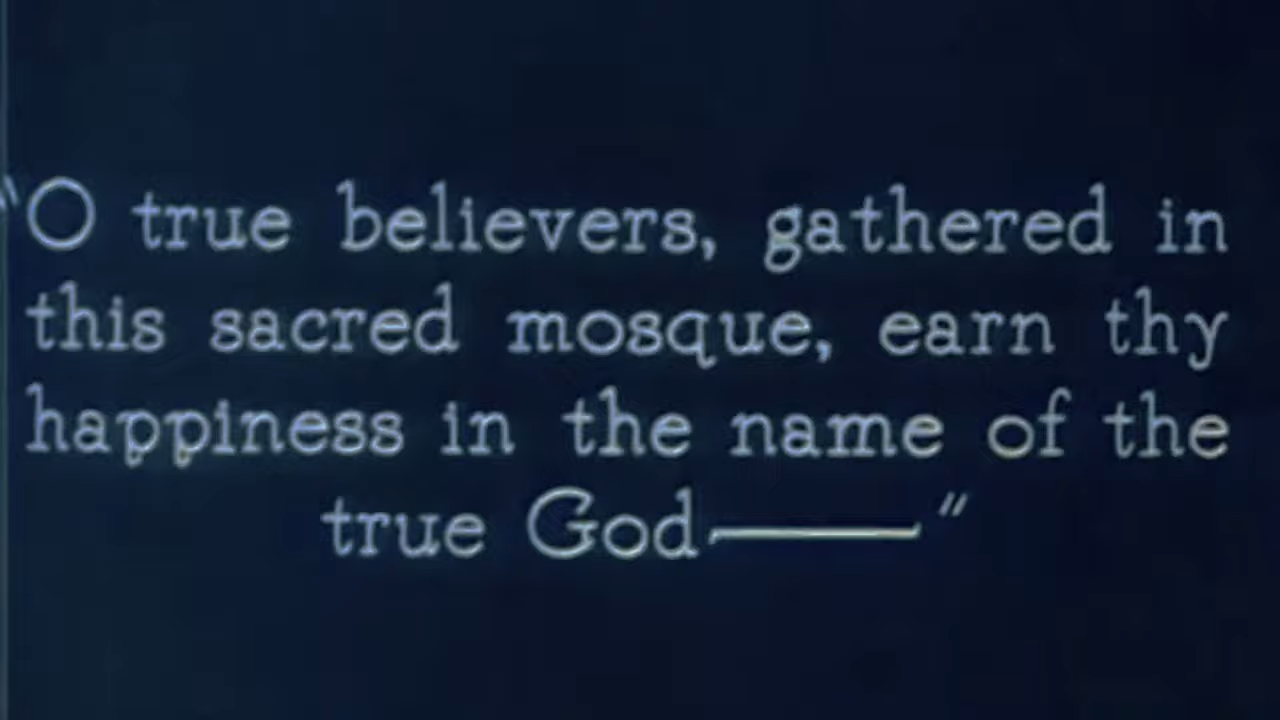 "O true believers, gathered in
this sacred mosque, earn thy
happiness in the name of the
true God——"